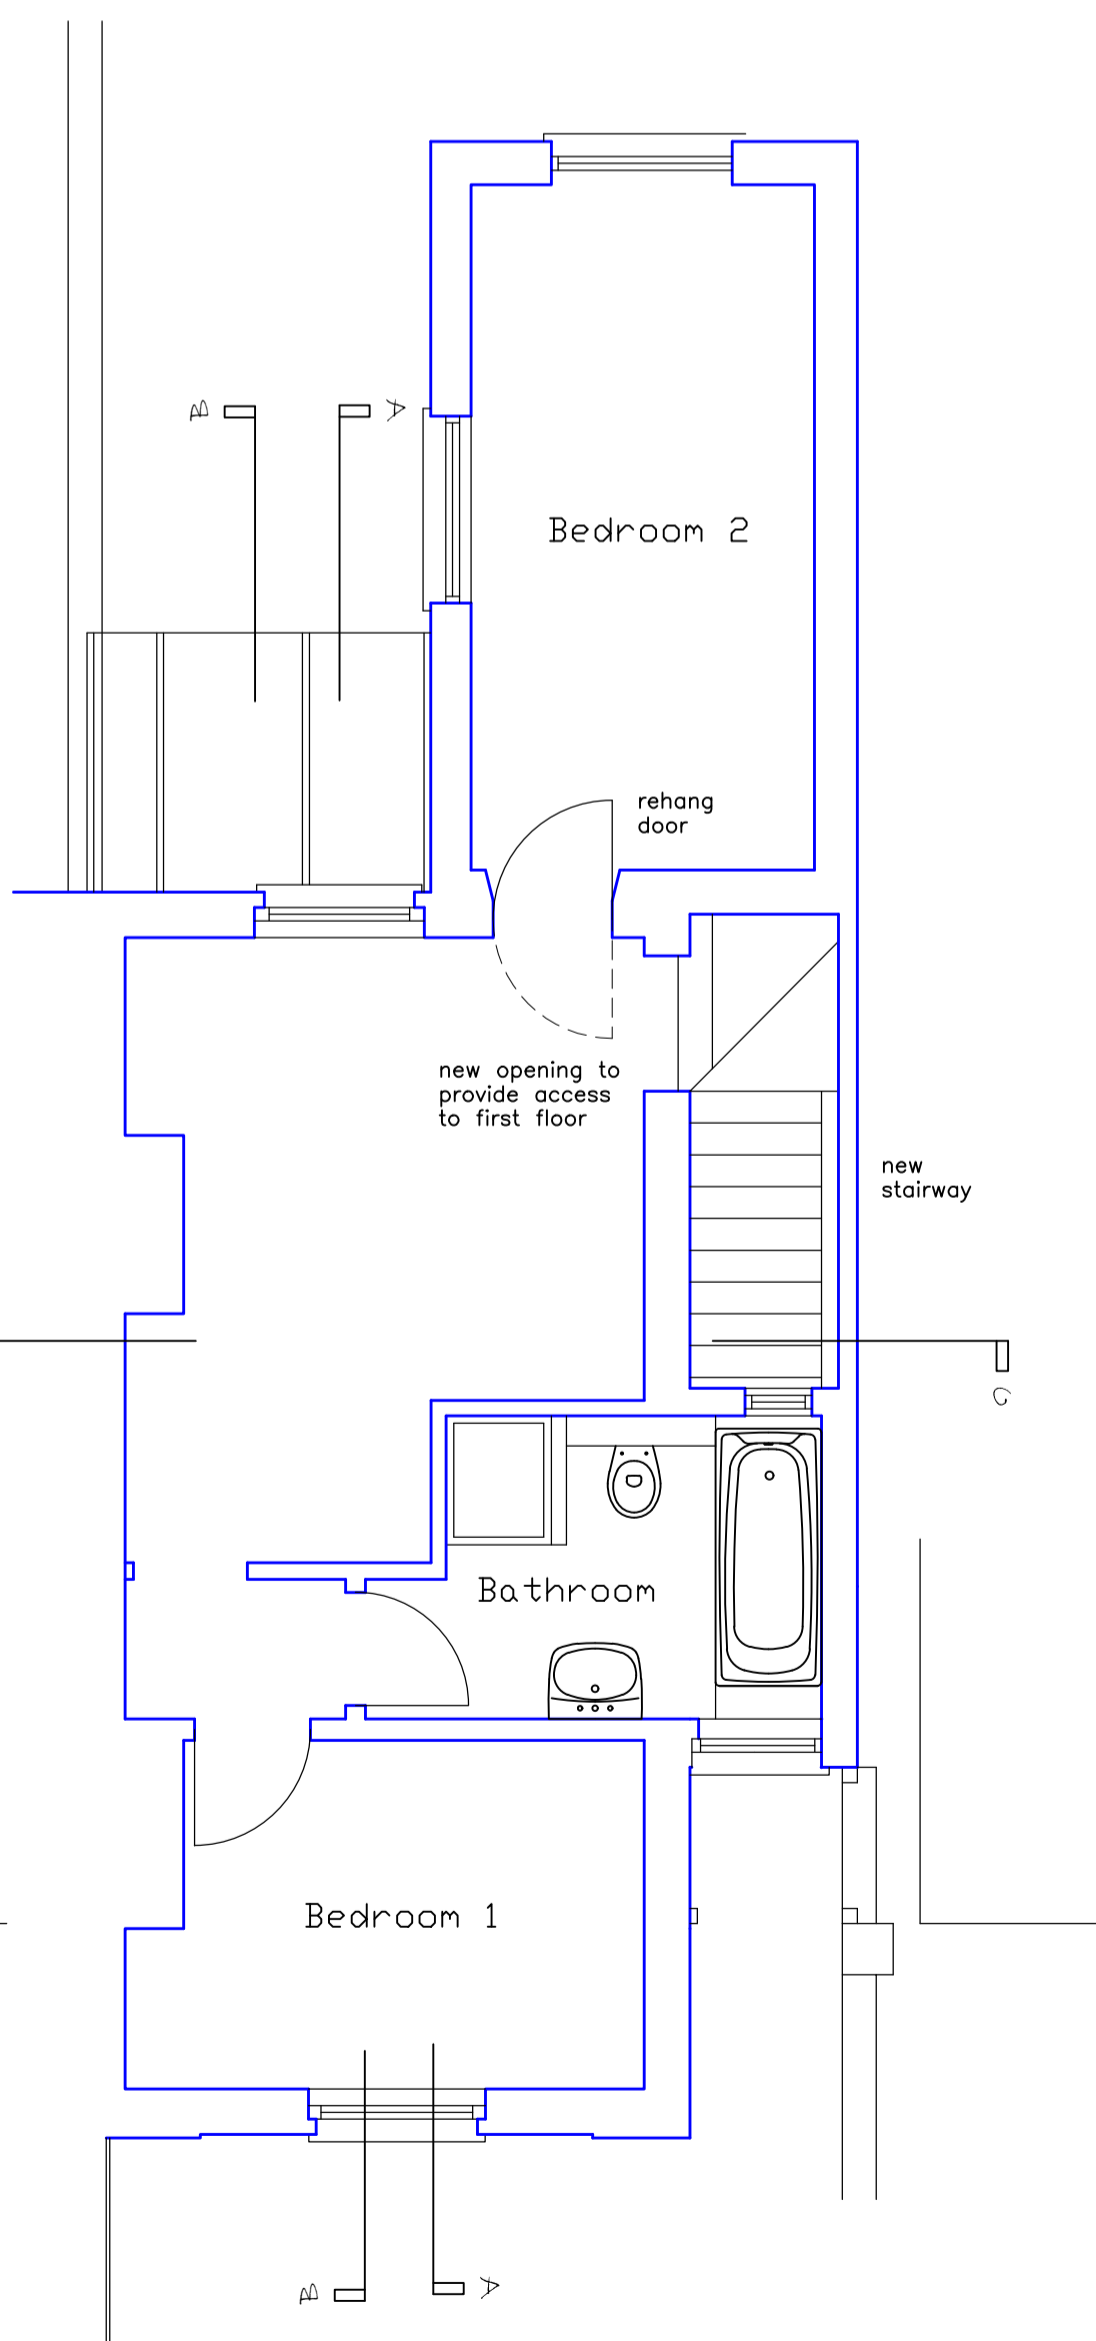 B
A
Bedroom 2
rehang
door
new opening to
provide access
to first floor
new
stairway
C
Bathroom
Bedroom 1
B
A